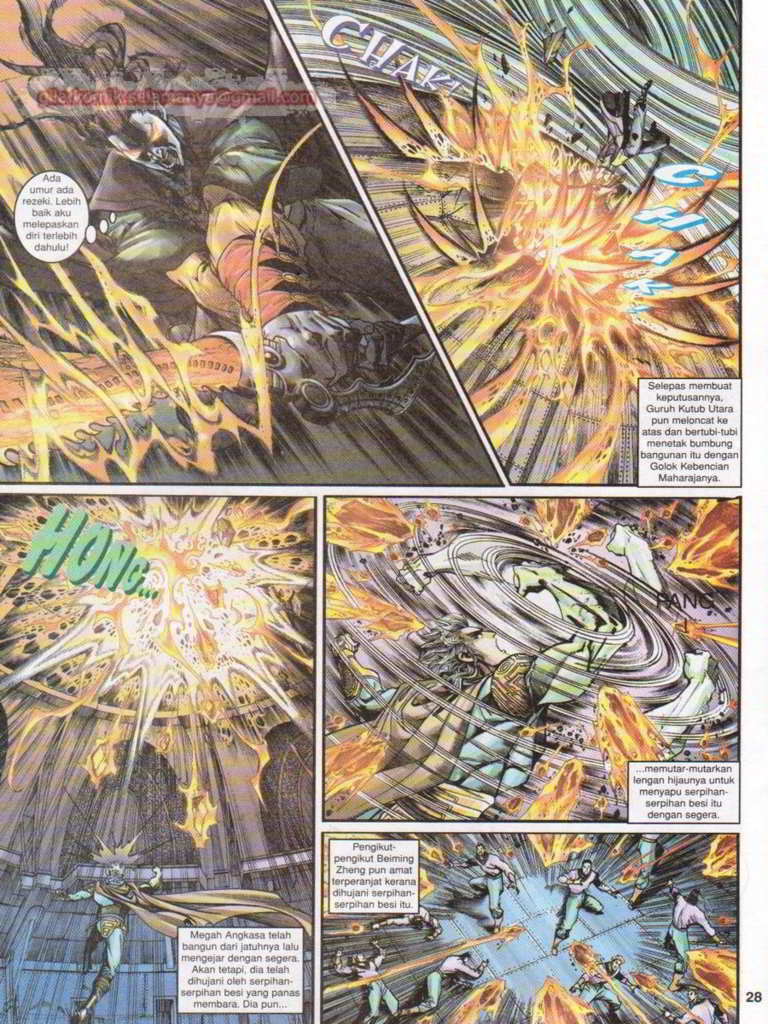 Ada
umur ada
rezeki. Lebih
baik aku
melepaskan
diri terlebih
dahulu!
CHAK!
CHAK!
Selepas membuat
keputusannya,
Guruh Kutub Utara
pun meloncat ke
atas dan bertubi-tubi
menetak bumbung
bangunan itu dengan
Golok Kebencian
Maharajanya.
HONG...
Megah Angkasa telah
bangun dari jatuhnya lalu
mengejar dengan segera.
Akan tetapi, dia telah
dihujani oleh serpihan-
serpihan besi yang panas
membara. Dia pun...
PANG
!
...memutar-mutarkan
lengan hijaunya untuk
menyapu serpihan-
serpihan besi itu
dengan segera.
Pengikut-
pengikut Beiming
Zheng pun amat
terperanjat kerana
dihujani serpihan-
serpihan besi itu.
28